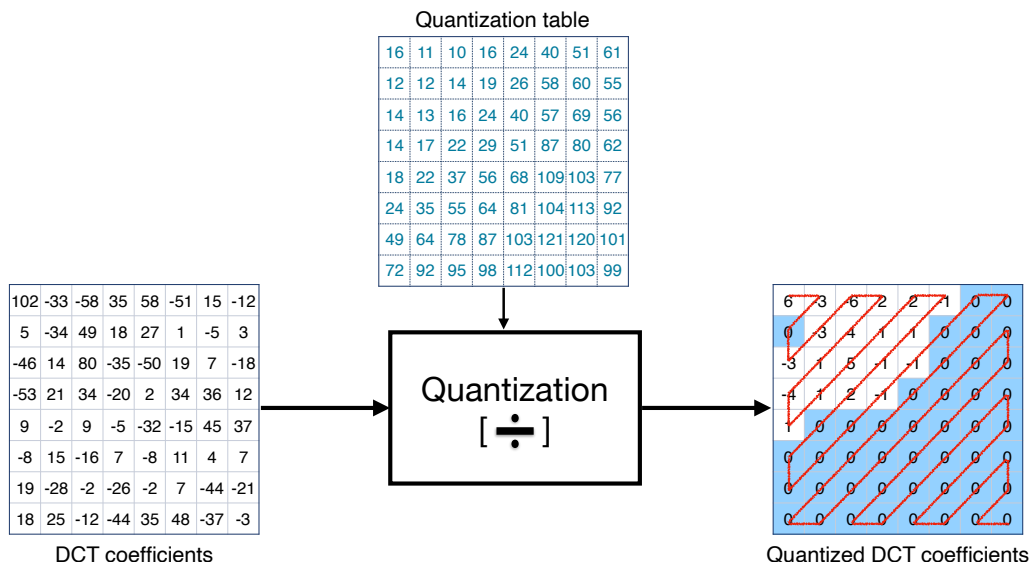 Quantization table
16 11 10 16 24 40 51 61
12 12 14 19 26 58 60 55
14 13 16 24 40 57 69 56
14 17 22 29 51 87 80 62
18 22 37 56 68 109 103 77
24 35 55 64 81 104 113 92
49 64 78 87 103 121 120 101
72 92 95 98 112 100 103 99
102 -33 -58 35 58 -51 15 -12
5 -34 49 18 27 1 -5 3
-46 14 80 -35 -50 19 7 -18
-53 21 34 -20 2 34 36 12
9 -2 9 -5 -32 -15 45 37
-8 15 -16 7 -8 11 4 7
19 -28 -2 -26 -2 7 -44 -21
18 25 -12 -44 35 48 -37 -3
DCT coefficients
Quantization
[ ÷ ]
6 -3 -6 2 2 -1 0 0
0 -3 4 1 1 0 0 0
-3 1 5 -1 -1 0 0 0
-4 1 2 -1 0 0 0 0
1 0 0 0 0 0 0 0
0 0 0 0 0 0 0 0
0 0 0 0 0 0 0 0
0 0 0 0 0 0 0 0
Quantized DCT coefficients